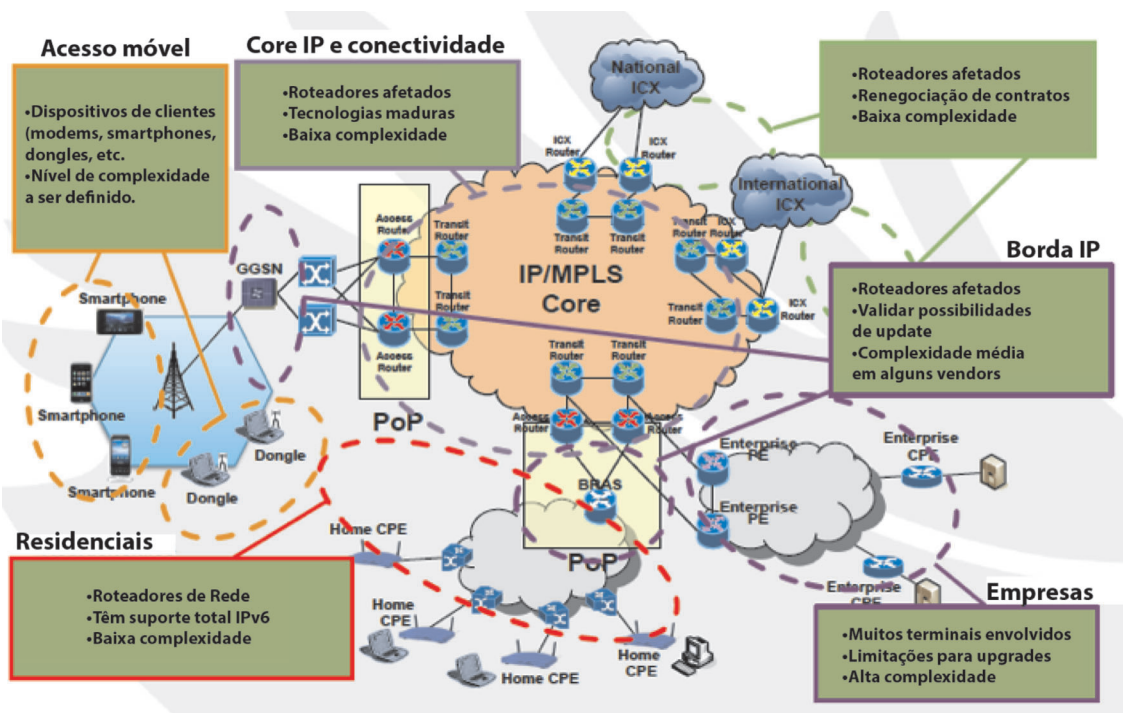 Acesso móvel
•Dispositivos de clientes
(modems, smartphones,
dongles, etc.
•Nível de complexidade
a ser definido.
Core IP e conectividade
•Roteadores afetados
•Tecnologias maduras
•Baixa complexidade
National
ICX
•Roteadores afetados
•Renegociação de contratos
•Baixa complexidade
ICX
Router
ICX
Router
International
ICX
Transit
Router
Transit
Router
Transit
Router
ICX
Router
Access
Router
Transit
Router
GGSN
IP/MPLS
Core
Borda IP
•Roteadores afetados
•Validar possibilidades
de update
•Complexidade média
em alguns vendors
Smartphone
Transit
Router
Transit
Router
ICX
Router
Access
Router
Transit
Router
Transit
Router
Smartphone
PoP
Access
Router
Access
Router
Dongle
Smartphone
Dongle
BRAS
PoP
Enterprise
PE
Enterprise
PE
Enterprise
CPE
Enterprise
CPE
Residenciais
•Roteadores de Rede
•Têm suporte total IPv6
•Baixa complexidade
Home CPE
Home
CPE
Home CPE
Home
CPE
Empresas
•Muitos terminais envolvidos
•Limitações para upgrades
•Alta complexidade